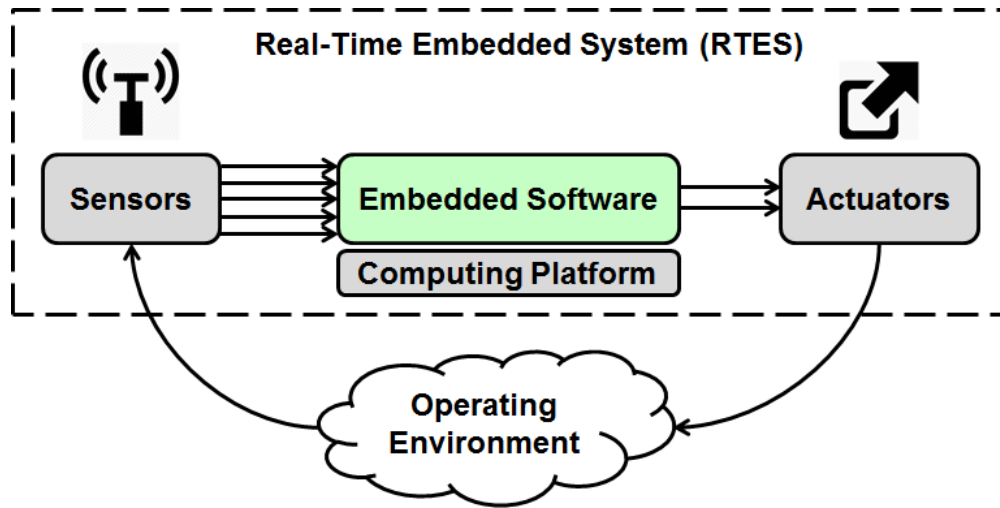 Real-Time Embedded System (RTES)
Sensors
Embedded Software
Actuators
Computing Platform
Operating
Environment